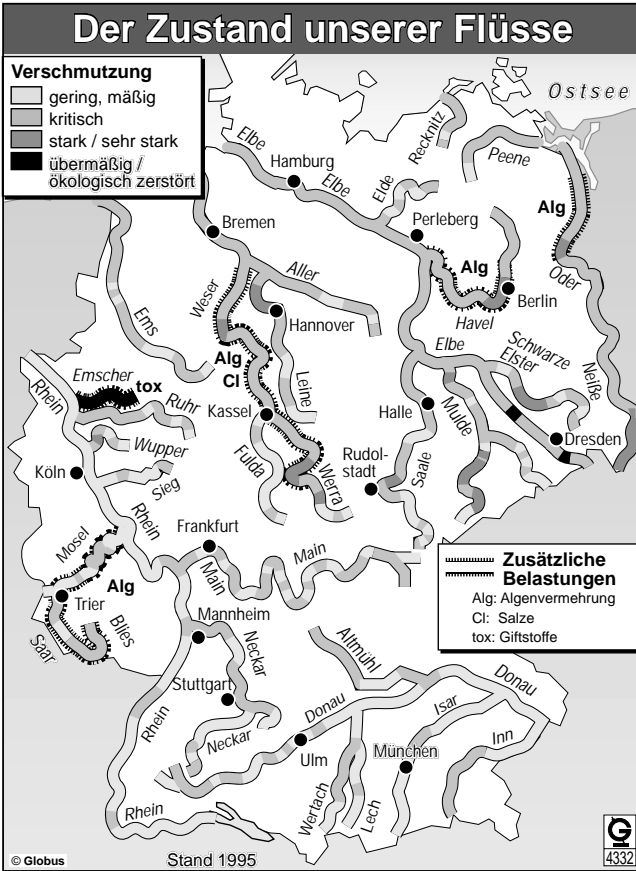 Der Zustand unserer Flüsse
Verschmutzung
gering, mäßig
kritisch
stark / sehr stark
übermäßig /
ökologisch zerstört
Ostsee
Elbe
Hamburg
Elbe
Elde
Recknitz
Peene
Bremen
Perleberg
Alg
Alg
Oder
Aller
Weser
Ems
Hannover
Berlin
Havel
Elbe
Schwarze
Elster
Neiße
Alg
Cl
Leine
Rhein
Emscher
tox
Ruhr
Kassel
Halle
Mulde
Dresden
Wupper
Köln
Sieg
Fulda
Werra
Rudol-
stadt
Saale
Rhein
Mosel
Frankfurt
Main
Main
Alg
Trier
Saar
Blies
Mannheim
Neckar
Zusätzliche
Belastungen
Alg: Algenvermehrung
Cl: Salze
tox: Giftstoffe
Altmühl
Stuttgart
Donau
Donau
Isar
Inn
Rhein
Neckar
Ulm
München
Wertach
Lech
Rhein
© Globus
Stand 1995
G
4332